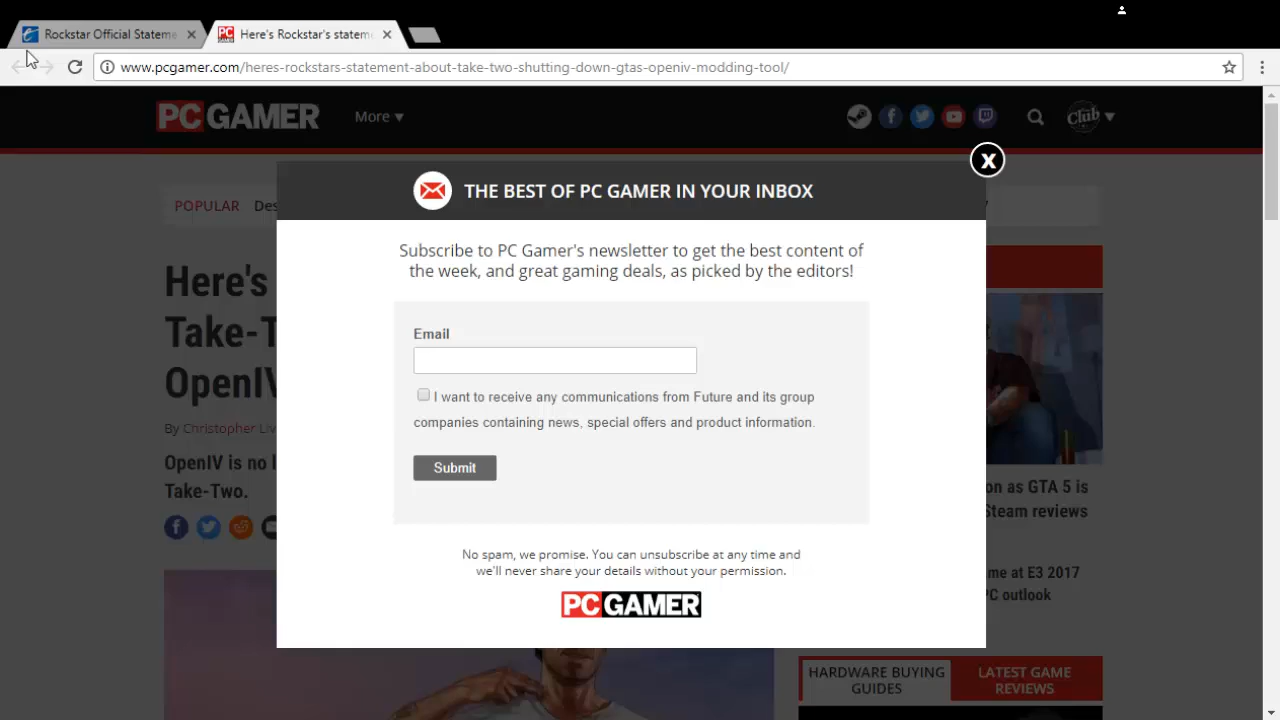 Rockstar Official Stateme
Here's Rockstar's statem
www.pcgamer.com/heres-rockstars-statement-about-take-two-shutting-down-gtas-openiv-modding-tool/
PC GAMER
More
Club
X
THE BEST OF PC GAMER IN YOUR INBOX
POPULAR
Des
Subscribe to PC Gamer's newsletter to get the best content of
the week, and great gaming deals, as picked by the editors!
Here's
Take-T
OpenIV
Email
I want to receive any communications from Future and its group
companies containing news, special offers and product information.
By Christopher Liv
OpenIV is no l
Take-Two.
Submit
on as GTA 5 is
Steam reviews
No spam, we promise. You can unsubscribe at any time and
we'll never share your details without your permission.
me at E3 2017
PC outlook
PC GAMER
HARDWARE BUYING
GUIDES
LATEST GAME
REVIEWS